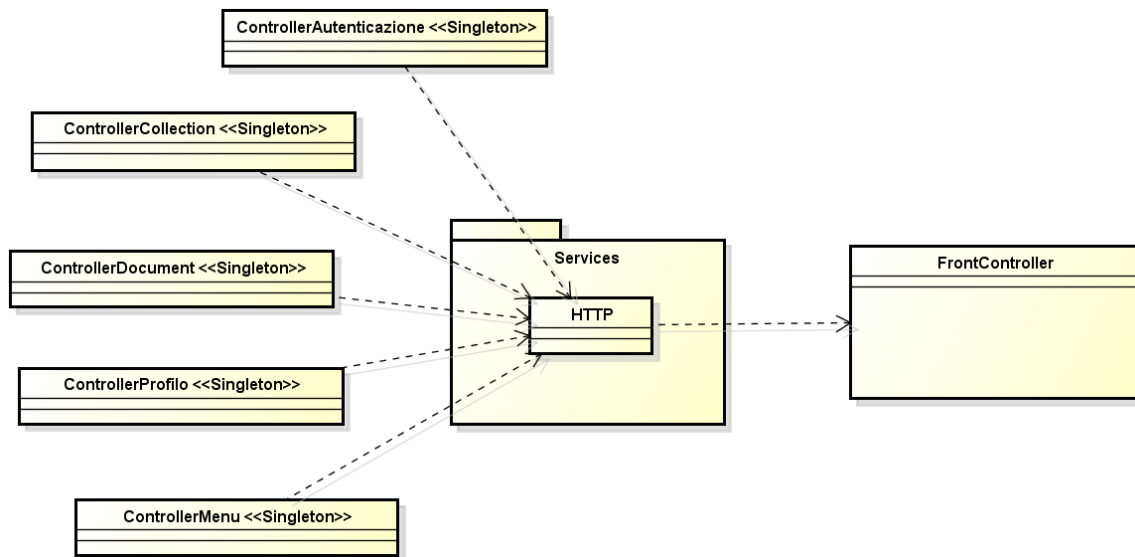 ControllerAutenticazione <<Singleton>>
ControllerCollection <<Singleton>>
ControllerDocument <<Singleton>>
ControllerProfilo <<Singleton>>
ControllerMenu <<Singleton>>
Services
HTTP
FrontController